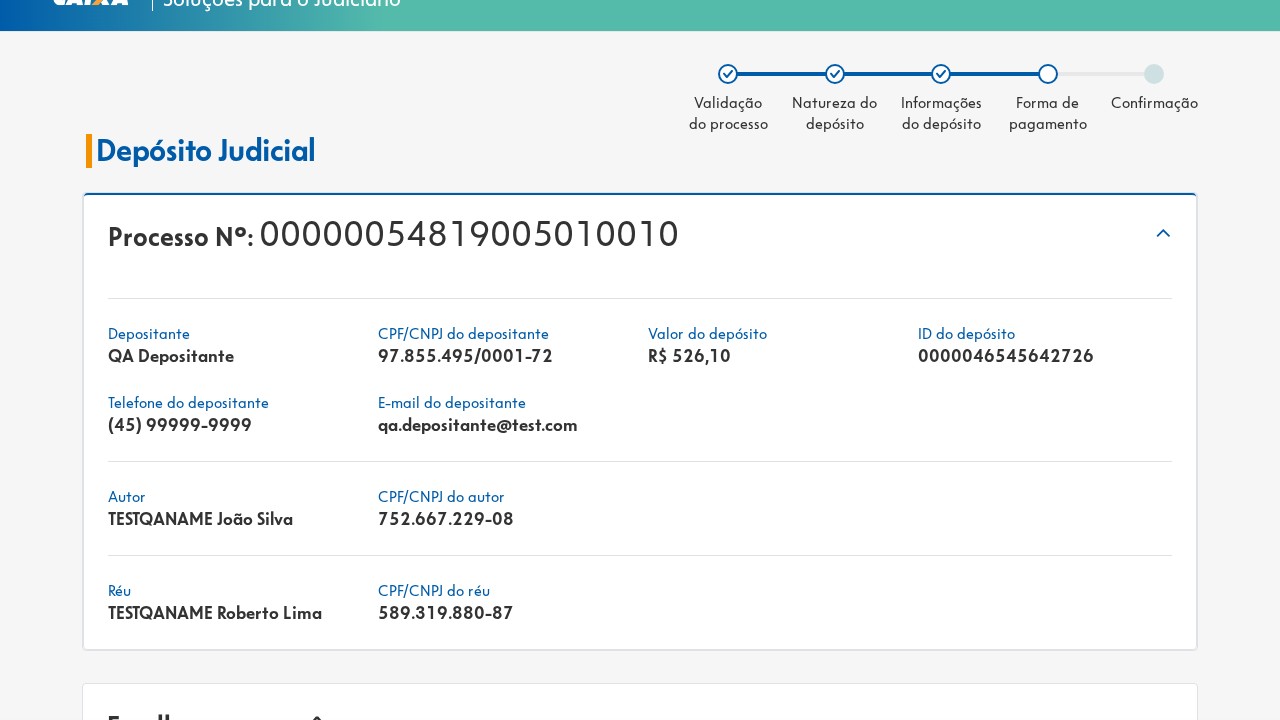 CAIXA
Soluções para o Judiciário
Validação
do processo
Natureza do
depósito
Informações
do depósito
Forma de
pagamento
Confirmação
Depósito Judicial
Processo Nº: 00000054819005010010
Depositante
QA Depositante
CPF/CNPJ do depositante
97.855.495/0001-72
Valor do depósito
R$ 526,10
ID do depósito
0000046545642726
Telefone do depositante
(45) 99999-9999
E-mail do depositante
qa.depositante@test.com
Autor
TESTQANAME João Silva
CPF/CNPJ do autor
752.667.229-08
Réu
TESTQANAME Roberto Lima
CPF/CNPJ do réu
589.319.880-87